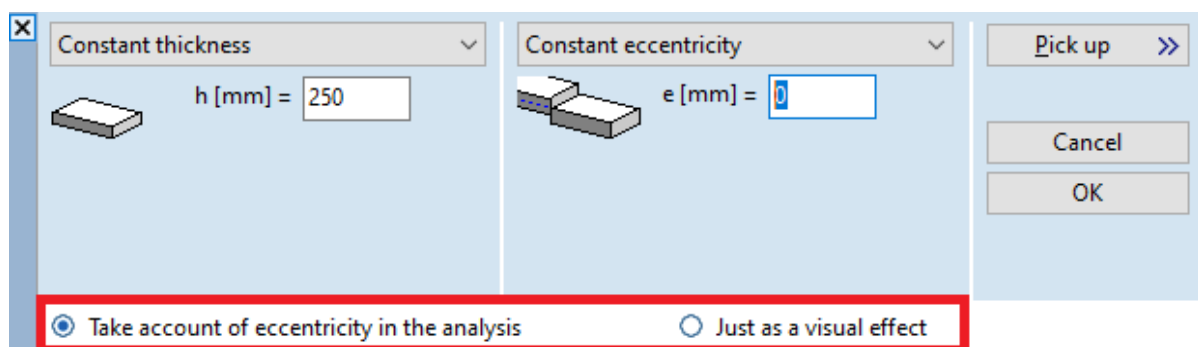 Constant thickness
h [mm] = 250
Constant eccentricity
e [mm] = 0
Pick up
Cancel
OK
Take account of eccentricity in the analysis
Just as a visual effect